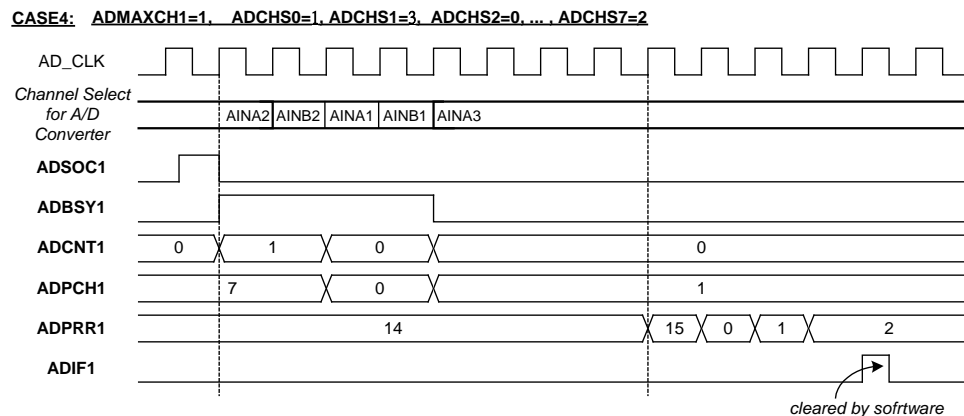 CASE4: ADMAXCH1=1, ADCHS0=1, ADCHS1=3, ADCHS2=0, ... , ADCHS7=2
AD_CLK
Channel Select
for A/D
Converter
AINA2 AINB2 AINA1 AINB1 AINA3
ADSOC1
ADBSY1
ADCNT1 0 1 0 0
ADPCH1 7 0 1
ADPRR1 14 15 0 1 2
ADIF1
cleared by sofrtware